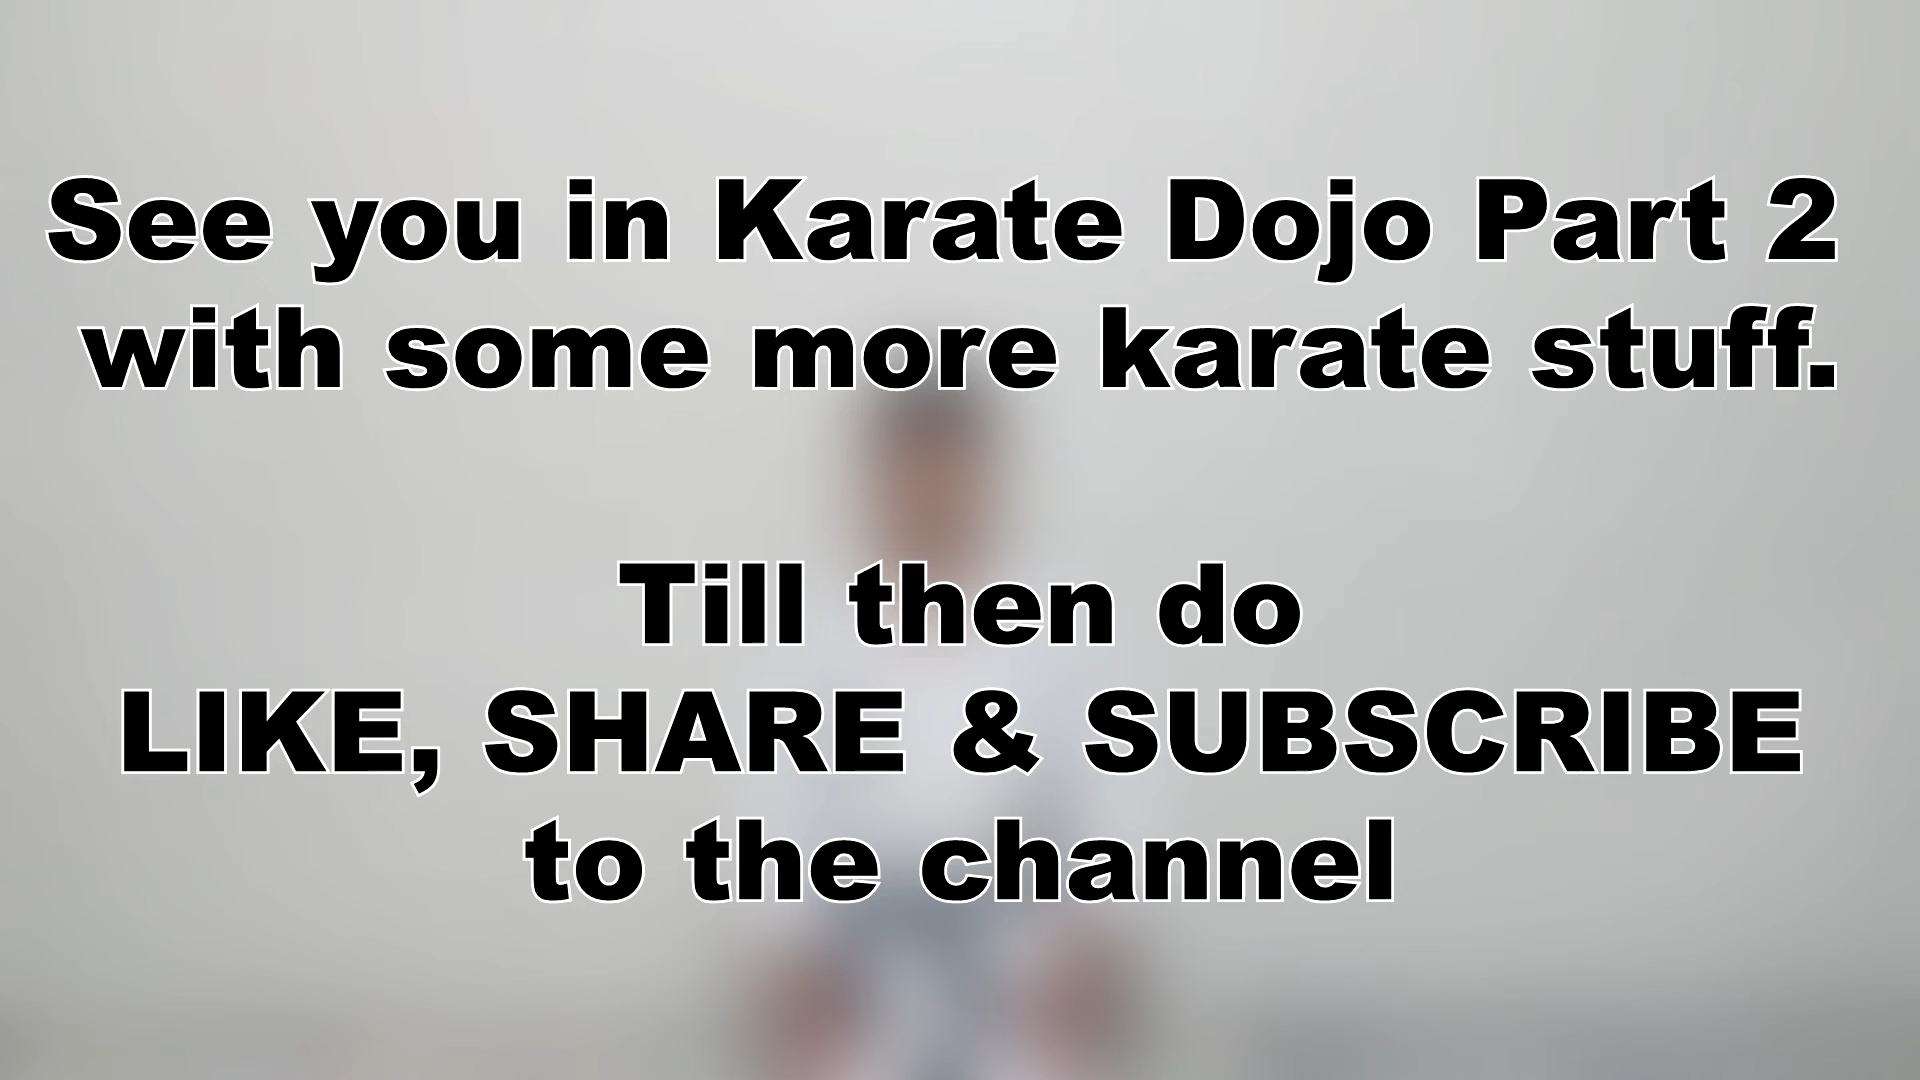 See you in Karate Dojo Part 2
with some more karate stuff.
Till then do
LIKE, SHARE & SUBSCRIBE
to the channel